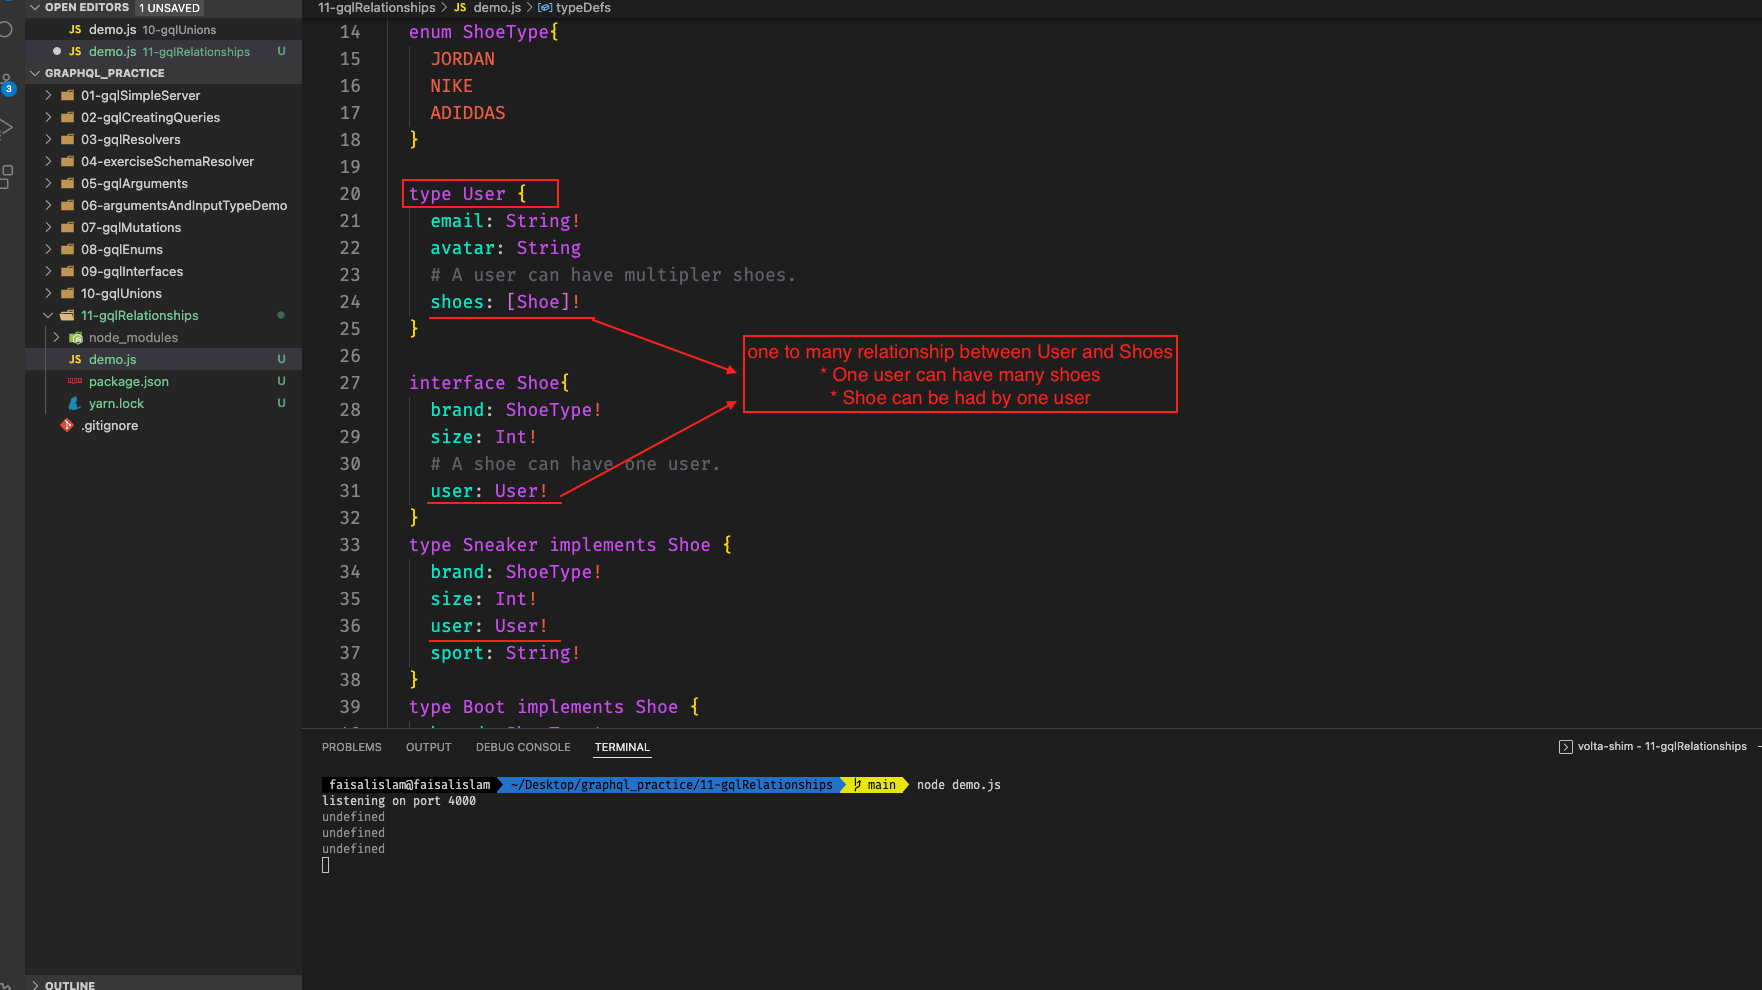 OPEN EDITORS 1 UNSAVED
JS demo.js 10-gqlUnions
JS demo.js 11-gqlRelationships U
3
GRAPHQL_PRACTICE
01-gqlSimpleServer
02-gqlCreatingQueries
03-gqlResolvers
04-exerciseSchemaResolver
05-gqlArguments
06-argumentsAndInputTypeDemo
07-gqlMutations
08-gqlEnums
09-gqlInterfaces
10-gqlUnions
11-gqlRelationships
node_modules
JS demo.js U
package.json U
yarn.lock U
.gitignore
OUTLINE
11-gqlRelationships > JS demo.js > typeDefs
14 enum ShoeType{
15 JORDAN
16 NIKE
17 ADIDDAS
18 }
19
20 type User {
21 email: String!
22 avatar: String
23 # A user can have multipler shoes.
24 shoes: [Shoe]!
25 }
26
27 interface Shoe{
28 brand: ShoeType!
29 size: Int!
30 # A shoe can have one user.
31 user: User!
32 }
33 type Sneaker implements Shoe {
34 brand: ShoeType!
35 size: Int!
36 user: User!
37 sport: String!
38 }
39 type Boot implements Shoe {
one to many relationship between User and Shoes
* One user can have many shoes
* Shoe can be had by one user
PROBLEMS OUTPUT DEBUG CONSOLE TERMINAL
volta-shim - 11-gqlRelationships
faisalislam@faisalislam ~/Desktop/graphql_practice/11-gqlRelationships main node demo.js
listening on port 4000
undefined
undefined
undefined